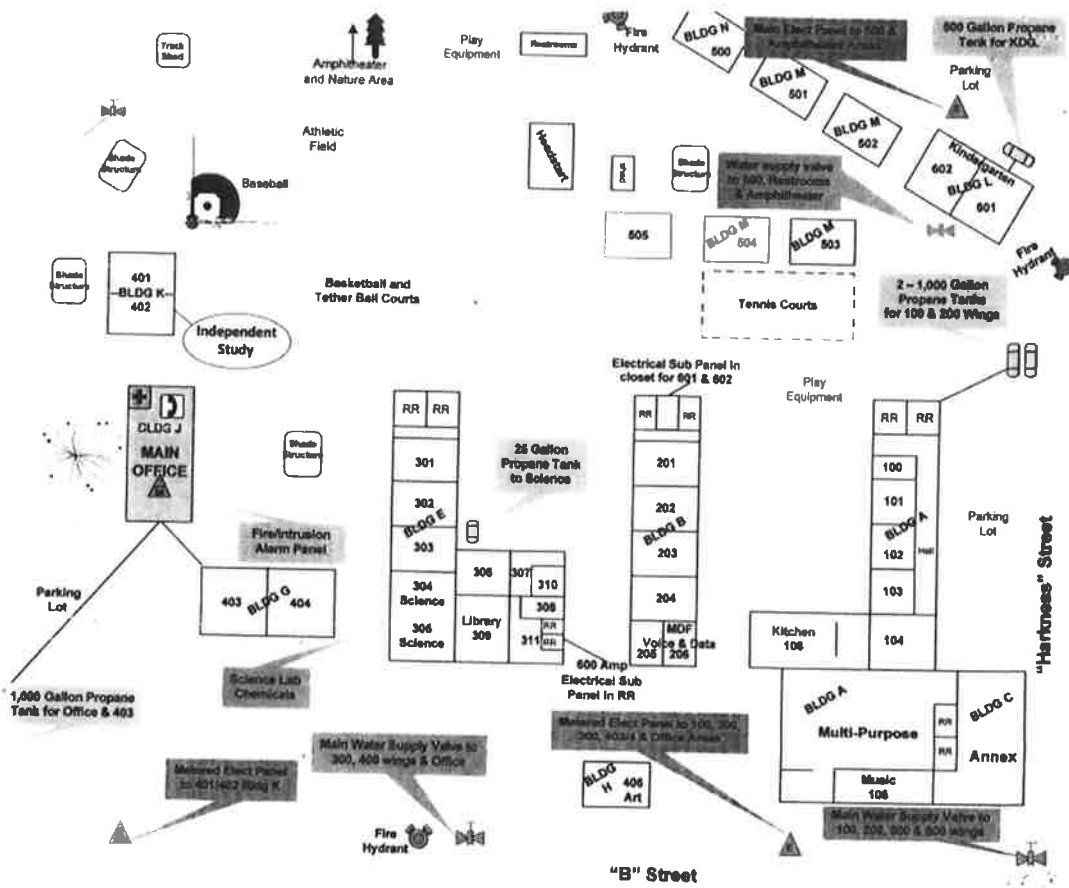 Track
Shed
Amphitheater
and Nature Area
Play
Equipment
Restrooms
Fire
Hydrant
BLDG N
500
Main Elect Panel to 500 &
Amphitheater Areas
500 Gallon Propane
Tank for KDG.
Parking
Lot
BLDG M
501
BLDG M
502
Athletic
Field
Shade
Structure
Baseball
Headstart
Shed
Shade
Structure
Water supply valve
to 500, Restrooms
& Amphitheater
Kindergarten
602
BLDG L
601
505
BLDG M
504
BLDG M
503
Fire
Hydrant
Shade
Structure
401
BLDG K
402
Basketball and
Tether Ball Courts
Tennis Courts
2 – 1,000 Gallon
Propane Tanks
for 100 & 200 Wings
Independent
Study
Electrical Sub Panel In
closet for 601 & 602
Play
Equipment
BLDG J
MAIN
OFFICE
Shade
Structure
RR RR
301
302
BLDG E
303
304
Science
305
Science
25 Gallon
Propane Tank
to Science
306
307
310
308
Library
309
311
RR
RR
RR RR
201
202
BLDG B
203
204
MDF
Voice & Data
205
206
RR RR
100
101
BLDG A
102
Hall
103
104
Parking
Lot
"Harkness" Street
Fire/Intrusion
Alarm Panel
Parking
Lot
403
BLDG G
404
Kitchen
Science Lab
Chemicals
1,000 Gallon Propane
Tank for Office & 403
600 Amp
Electrical Sub
Panel In RR
BLDG A
Multi-Purpose
RR
RR
BLDG C
Annex
Music
Metered Elect Panel
to 401/402 Bldg K
Main Water Supply Valve to
300, 400 wings & Office
Metered Elect Panel to 100, 200
300, 403/4 & Office Areas
BLDG
H
406
Art
Main Water Supply Valve to
Fire
Hydrant
"B" Street